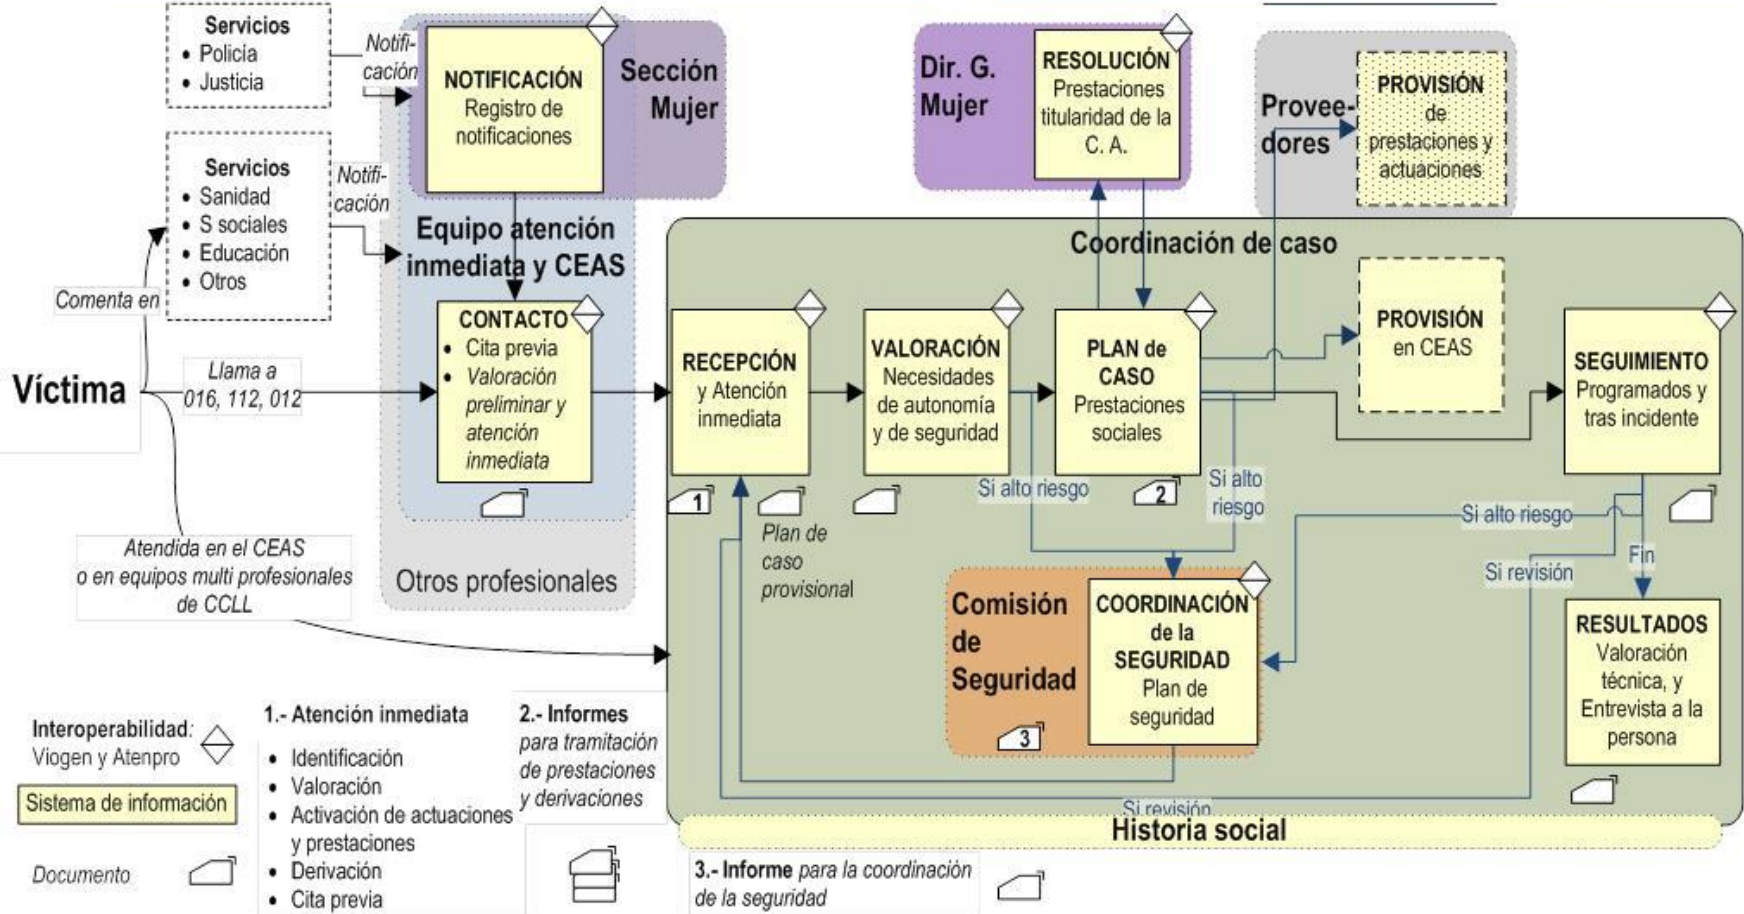 Servicios
• Policía
• Justicia
Notifi-
cación
NOTIFICACIÓN
Registro de
notificaciones
Sección
Mujer
Dir. G.
Mujer
RESOLUCIÓN
Prestaciones
titularidad de la
C. A.
Provee-
dores
PROVISIÓN
de
prestaciones y
actuaciones
Servicios
• Sanidad
• S sociales
• Educación
• Otros
Notifi-
cación
Equipo atención
inmediata y CEAS
Coordinación de caso
Comenta en
Víctima
Llama a
016, 112, 012
CONTACTO
• Cita previa
• Valoración
preliminar y
atención
inmediata
RECEPCIÓN
y Atención
inmediata
VALORACIÓN
Necesidades
de autonomía
y de seguridad
PLAN de
CASO
Prestaciones
sociales
PROVISIÓN
en CEAS
SEGUIMIENTO
Programados y
tras incidente
1
Plan de
caso
provisional
Si alto riesgo
2
Si alto
riesgo
Si alto riesgo
Si revisión
Fin
Atendida en el CEAS
o en equipos multi profesionales
de CCLL
Otros profesionales
Comisión
de
Seguridad
3
COORDINACIÓN
de la
SEGURIDAD
Plan de
seguridad
RESULTADOS
Valoración
técnica, y
Entrevista a la
persona
Si revisión
Historia social
Interoperabilidad:
Viogen y Atenpro
Sistema de información
Documento
1.- Atención inmediata
• Identificación
• Valoración
• Activación de actuaciones
y prestaciones
• Derivación
• Cita previa
2.- Informes
para tramitación
de prestaciones
y derivaciones
3.- Informe para la coordinación
de la seguridad